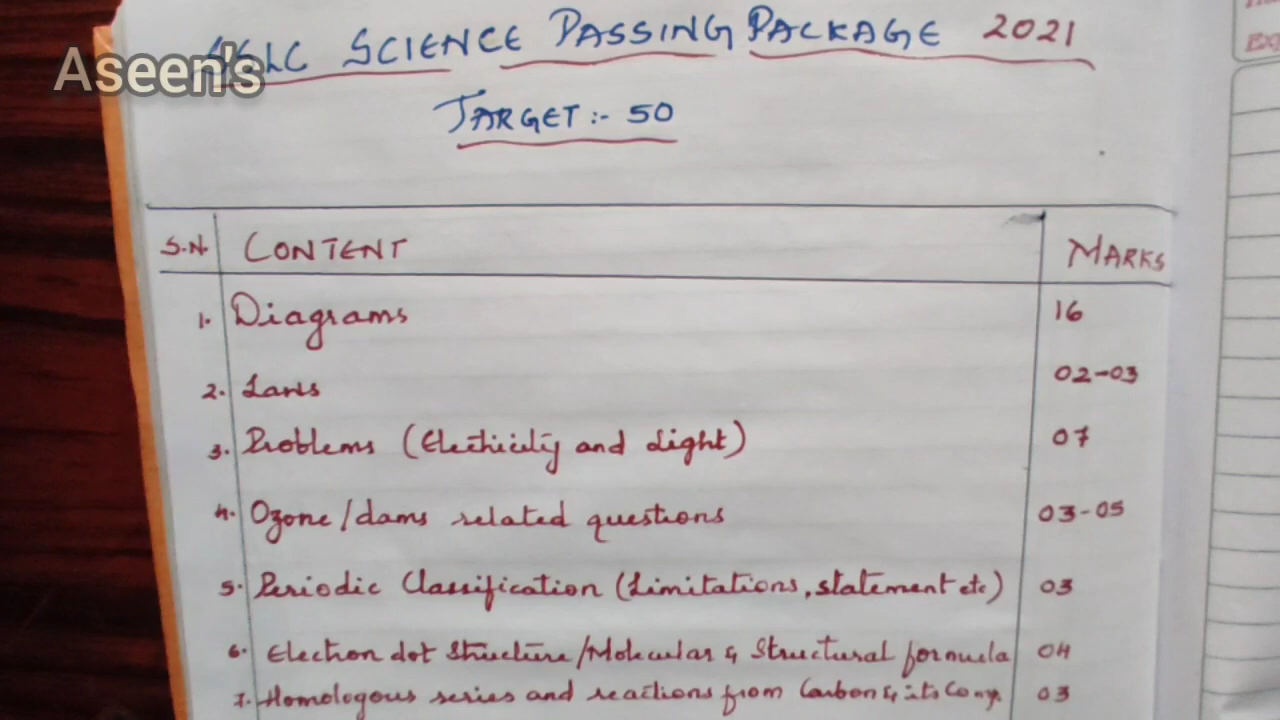 Aseen's
SSLC SCIENCE PASSING PACKAGE 2021
TARGET :- 50
S.N. CONTENT MARKS
1. Diagrams 16
2. Laws 02-03
3. Problems (Electricity and Light) 07
4. Ozone/dams related questions 03-05
5. Periodic Classification (Limitations, statement etc) 03
6. Electron dot structure/Molecular & Structural formula 04
7. Homologous series and reactions from Carbon & its Comp. 03